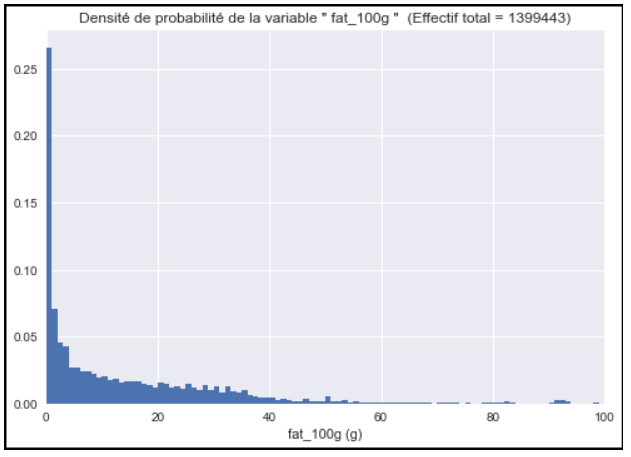 Densité de probabilité de la variable " fat_100g "  (Effectif total = 1399443)
0.25
0.20
0.15
0.10
0.05
0.00
0 20 40 60 80 100
fat_100g (g)